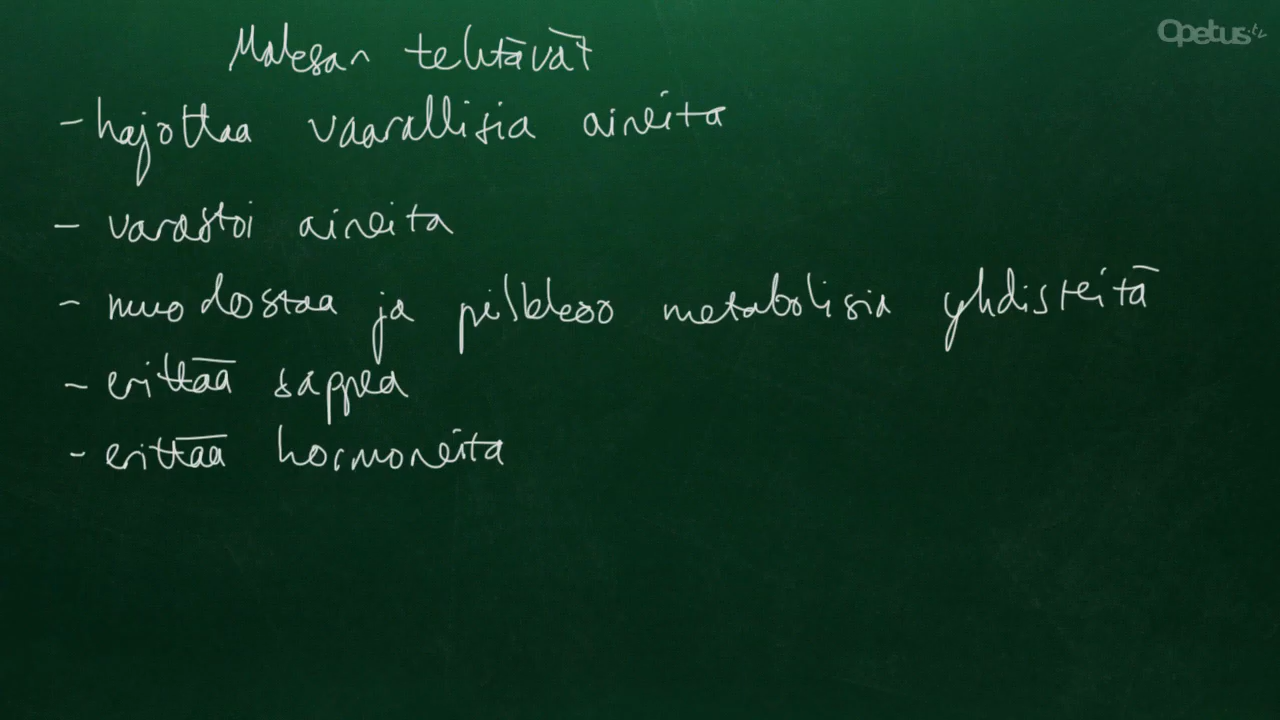 Maksan tehtävät
Opetus.tv
- hajottaa vaarallisia aineita
- varastoi aineita
- muodostaa ja pilkkoo metabolisia yhdisteitä
- erittää sappea
- erittää hormoneita